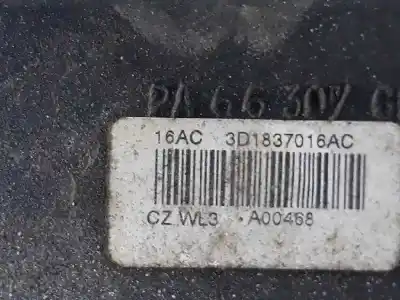 PA 66 30%
16AC 3D1837016AC
CZ WL3 • A00468